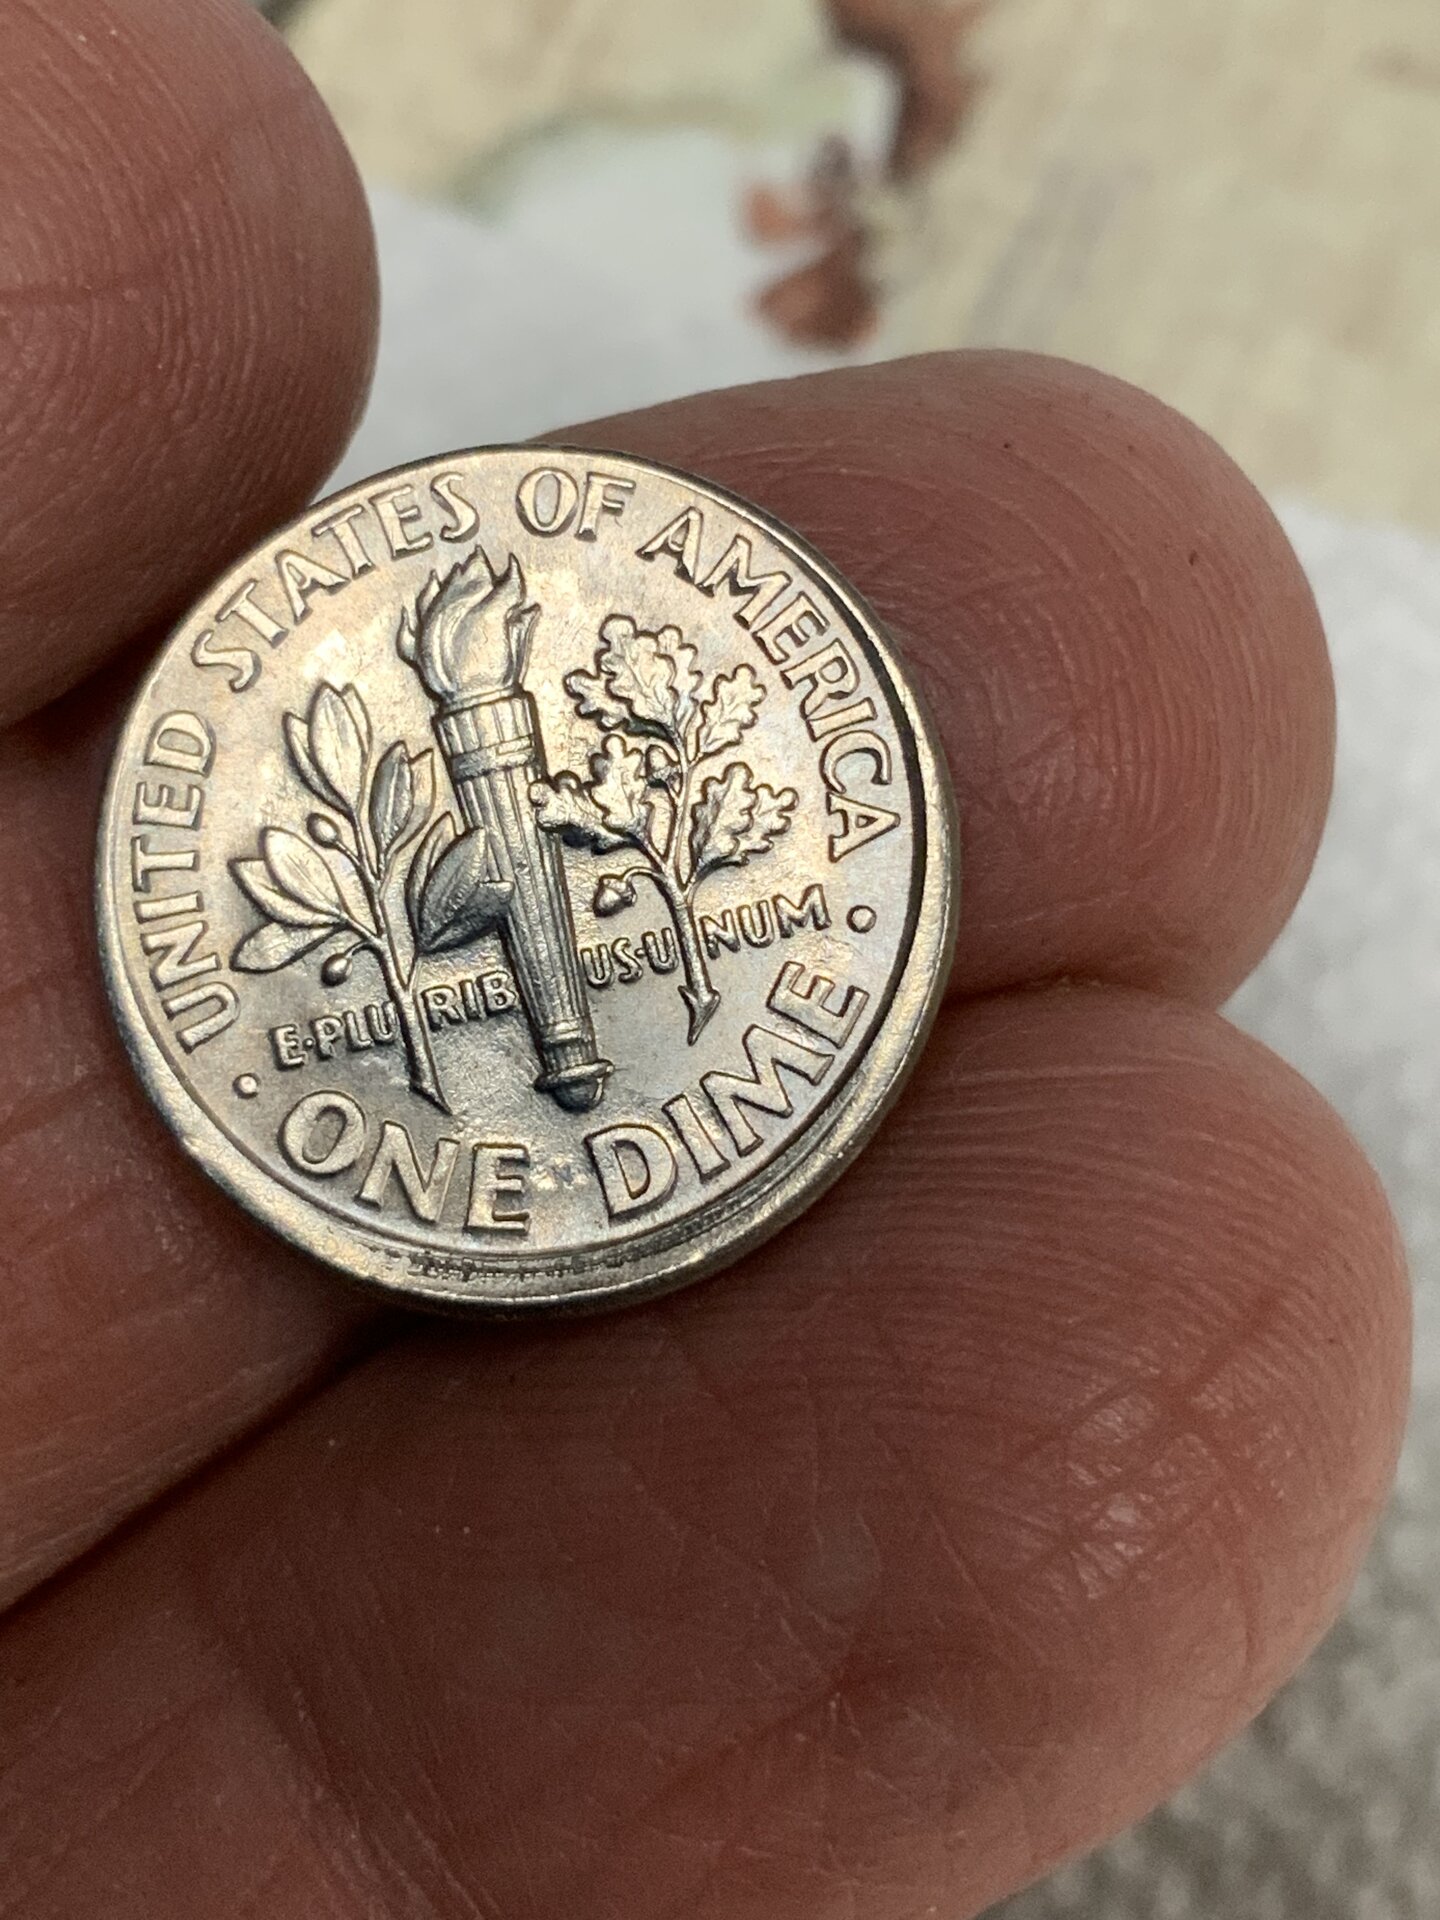 UNITED STATES OF AMERICA
E·PLURIBUS·UNUM
• ONE DIME •